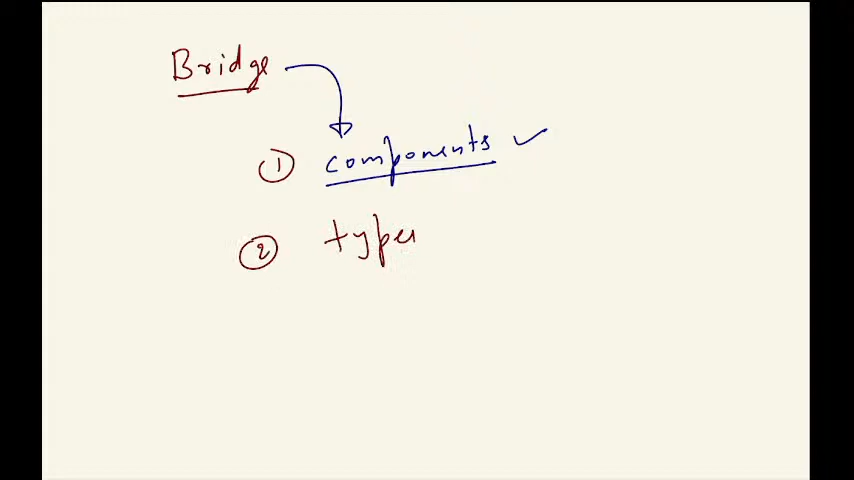 Bridge
① components ✓
② types